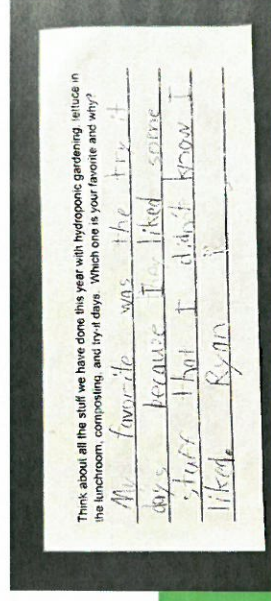 Think about all the stuff we have done this year with hydroponic gardening, lettuce in
the lunchroom, composting, and try-it days. Which one is your favorite and why?
My favorite was the try it
days because I liked some
stuff that I didn't know I
liked. Ryan